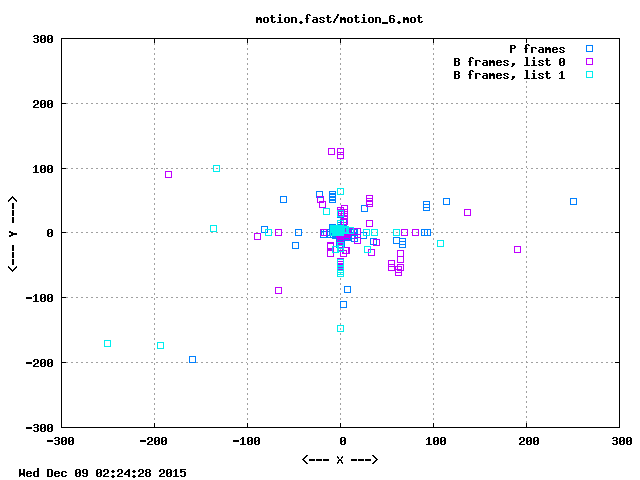 motion.fast/motion_6.mot
P frames
B frames, list 0
B frames, list 1
300
200
100
0
-100
-200
-300
<--- Y --->
-300 -200 -100 0 100 200 300
<--- X --->
Wed Dec 09 02:24:28 2015